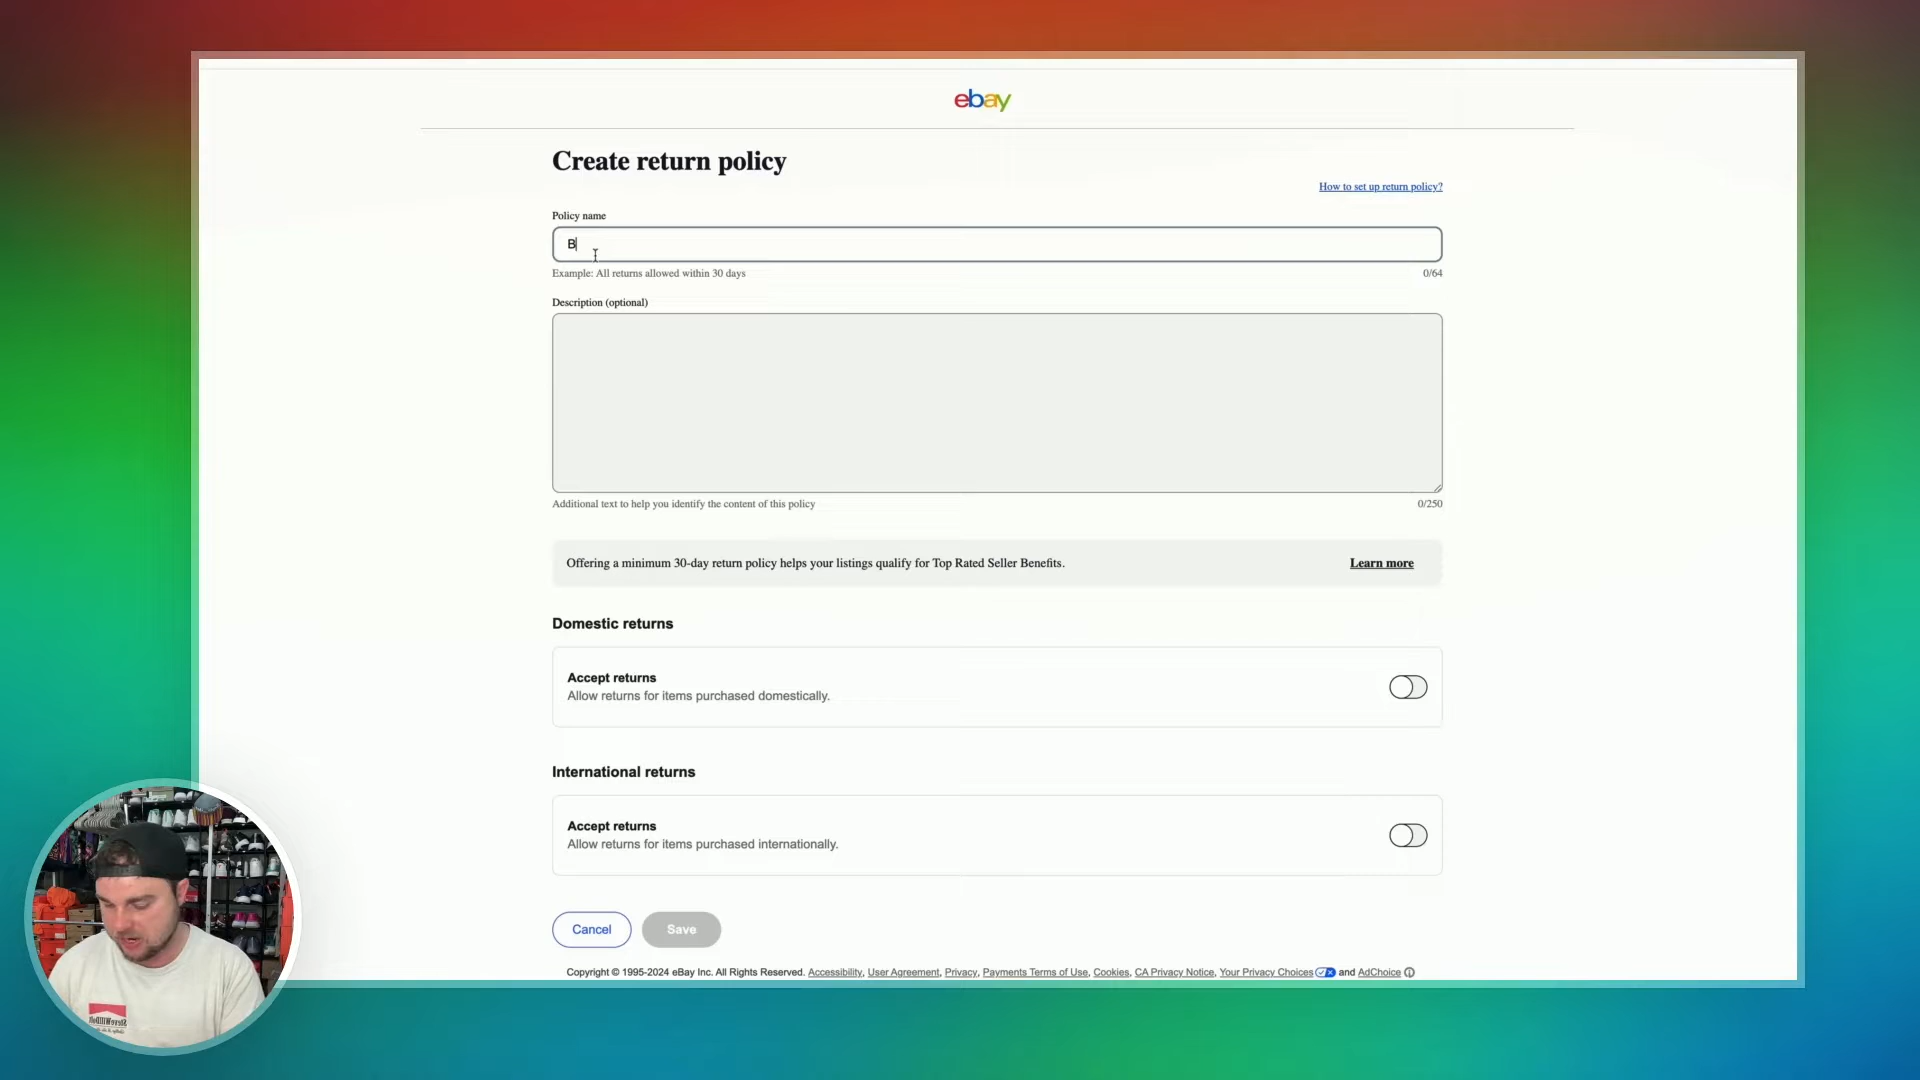 ebay
Create return policy
How to set up return policy?
Policy name
B
Example: All returns allowed within 30 days
0/64
Description (optional)
Additional text to help you identify the content of this policy
0/250
Offering a minimum 30-day return policy helps your listings qualify for Top Rated Seller Benefits.
Learn more
Domestic returns
Accept returns
Allow returns for items purchased domestically.
International returns
Accept returns
Allow returns for items purchased internationally.
Cancel
Save
Copyright © 1995-2024 eBay Inc. All Rights Reserved. Accessibility, User Agreement, Privacy, Payments Terms of Use, Cookies, CA Privacy Notice, Your Privacy Choices and AdChoice
SteveWillDoIt